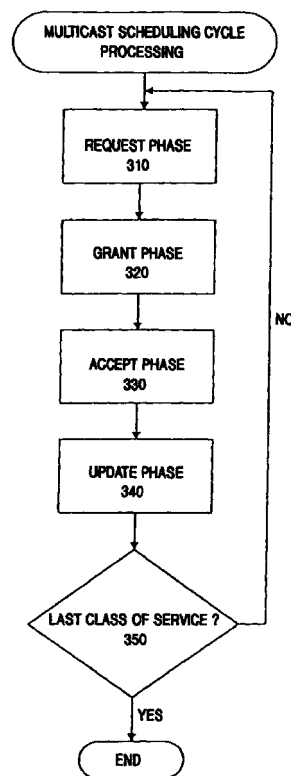 MULTICAST SCHEDULING CYCLE
PROCESSING
REQUEST PHASE
310
GRANT PHASE
320
ACCEPT PHASE
330
UPDATE PHASE
340
NO
LAST CLASS OF SERVICE ?
350
YES
END